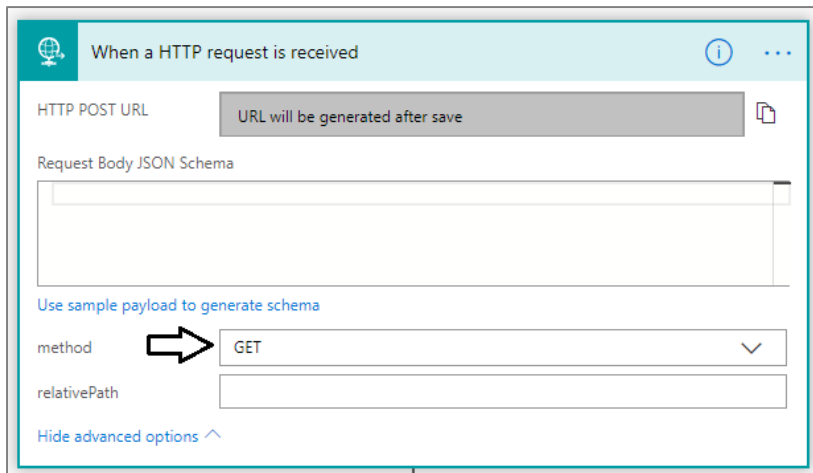 When a HTTP request is received
HTTP POST URL
URL will be generated after save
Request Body JSON Schema
Use sample payload to generate schema
method
GET
relativePath
Hide advanced options